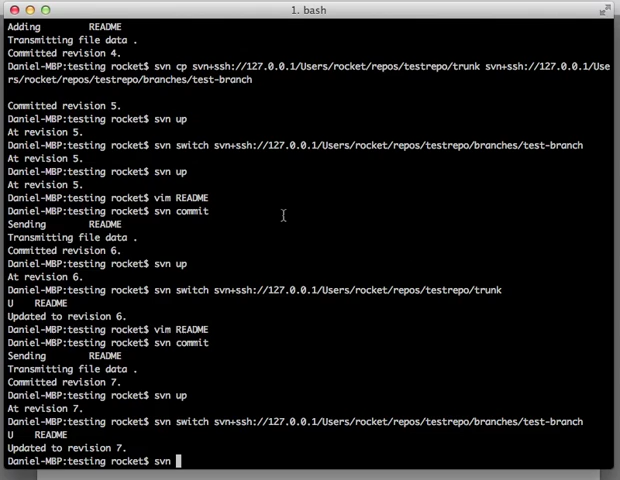 1. bash
Adding         README
Transmitting file data .
Committed revision 4.
Daniel-MBP:testing rocket$ svn cp svn+ssh://127.0.0.1/Users/rocket/repos/testrepo/trunk svn+ssh://127.0.0.1/Use
rs/rocket/repos/testrepo/branches/test-branch
Committed revision 5.
Daniel-MBP:testing rocket$ svn up
At revision 5.
Daniel-MBP:testing rocket$ svn switch svn+ssh://127.0.0.1/Users/rocket/repos/testrepo/branches/test-branch
At revision 5.
Daniel-MBP:testing rocket$ svn up
At revision 5.
Daniel-MBP:testing rocket$ vim README
Daniel-MBP:testing rocket$ svn commit
Sending        README
Transmitting file data .
Committed revision 6.
Daniel-MBP:testing rocket$ svn up
At revision 6.
Daniel-MBP:testing rocket$ svn switch svn+ssh://127.0.0.1/Users/rocket/repos/testrepo/trunk
U    README
Updated to revision 6.
Daniel-MBP:testing rocket$ vim README
Daniel-MBP:testing rocket$ svn commit
Sending        README
Transmitting file data .
Committed revision 7.
Daniel-MBP:testing rocket$ svn up
At revision 7.
Daniel-MBP:testing rocket$ svn switch svn+ssh://127.0.0.1/Users/rocket/repos/testrepo/branches/test-branch
U    README
Updated to revision 7.
Daniel-MBP:testing rocket$ svn